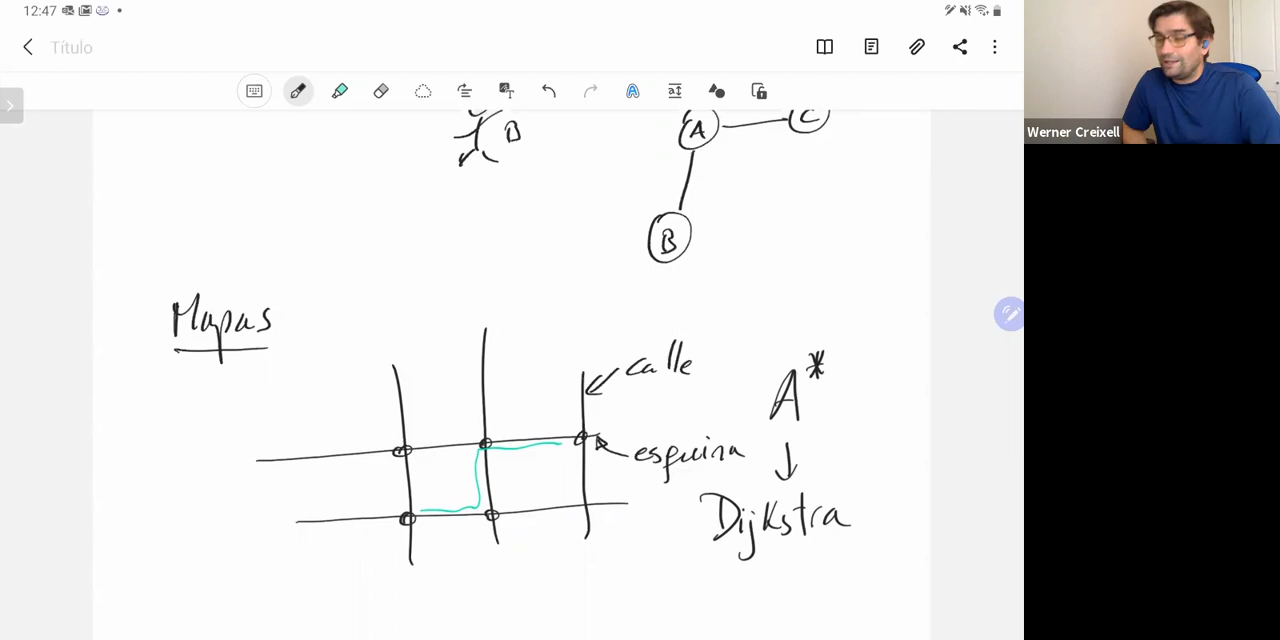 12:47
Título
B
A
C
B
Mapas
calle
A*
esquina
Dijkstra
Werner Creixell